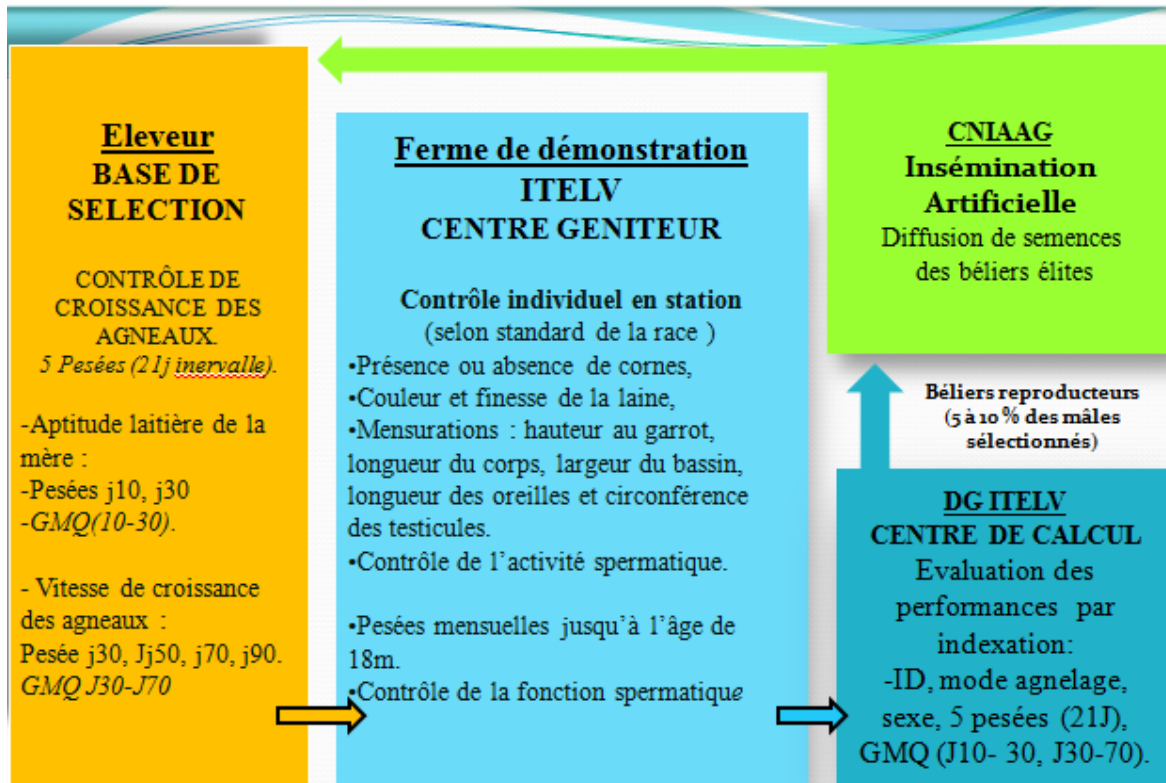 Eleveur
BASE DE
SELECTION
CONTRÔLE DE
CROISSANCE DES
AGNEAUX.
5 Pesées (21j inervalle).
-Aptitude laitière de la
mère :
-Pesées j10, j30
-GMQ(10-30).
- Vitesse de croissance
des agneaux :
Pesée j30, Jj50, j70, j90.
GMQ J30-J70
Ferme de démonstration
ITELV
CENTRE GENITEUR
Contrôle individuel en station
(selon standard de la race )
•Présence ou absence de cornes,
•Couleur et finesse de la laine,
•Mensurations : hauteur au garrot,
longueur du corps, largeur du bassin,
longueur des oreilles et circonférence
des testicules.
•Contrôle de l’activité spermatique.
•Pesées mensuelles jusqu’à l’âge de
18m.
•Contrôle de la fonction spermatique
CNIAAG
Insémination
Artificielle
Diffusion de semences
des béliers élites
Béliers reproducteurs
(5 à 10 % des mâles
sélectionnés)
DG ITELV
CENTRE DE CALCUL
Evaluation des
performances par
indexation:
-ID, mode agnelage,
sexe, 5 pesées (21J),
GMQ (J10- 30, J30-70).